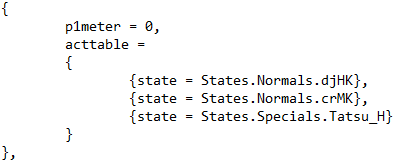 {
        p1meter = 0,
        acttable =
        {
                {state = States.Normals.djHK},
                {state = States.Normals.crMK},
                {state = States.Specials.Tatsu_H}
        }
},